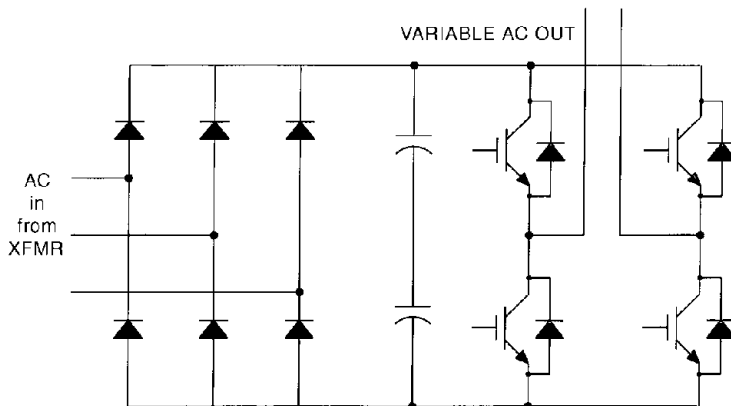 VARIABLE AC OUT
AC
in
from
XFMR